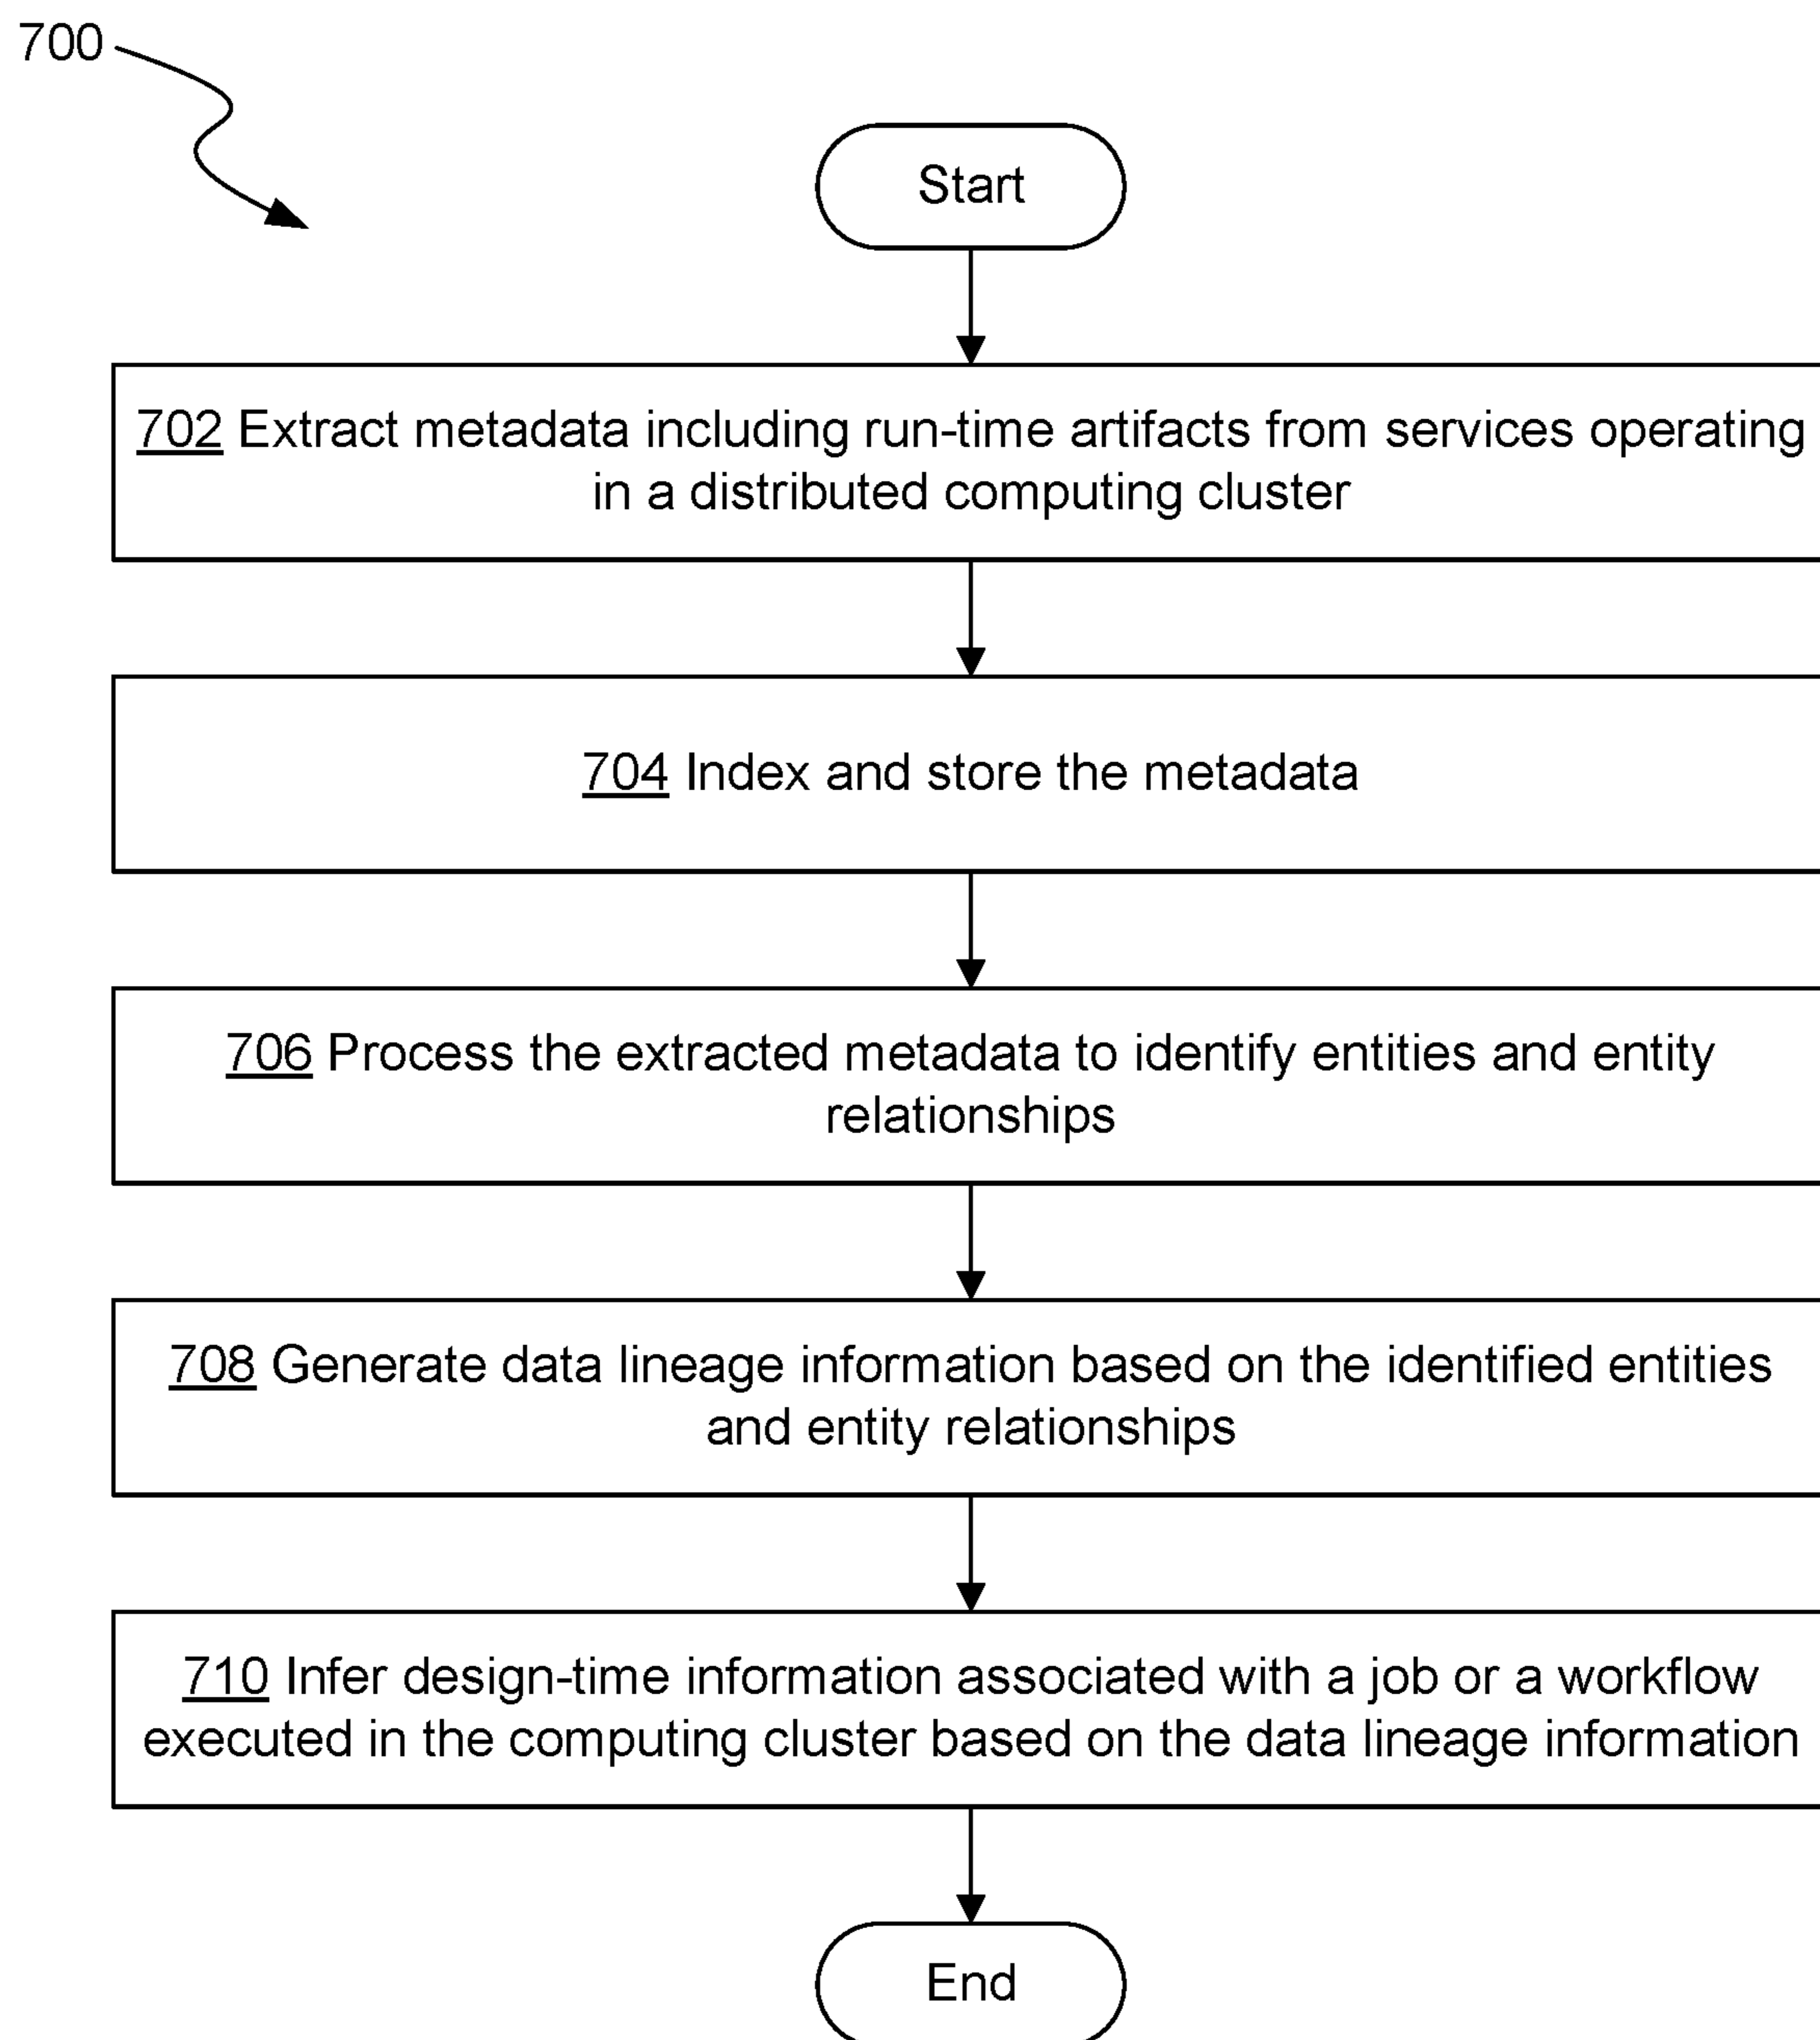 700
Start
702 Extract metadata including run-time artifacts from services operating
in a distributed computing cluster
704 Index and store the metadata
706 Process the extracted metadata to identify entities and entity
relationships
708 Generate data lineage information based on the identified entities
and entity relationships
710 Infer design-time information associated with a job or a workflow
executed in the computing cluster based on the data lineage information
End